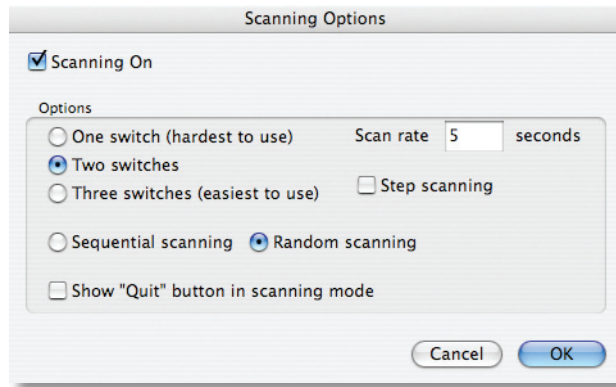 Scanning Options
Scanning On
Options
One switch (hardest to use)
Scan rate 5 seconds
Two switches
Step scanning
Three switches (easiest to use)
Sequential scanning Random scanning
Show "Quit" button in scanning mode
Cancel OK